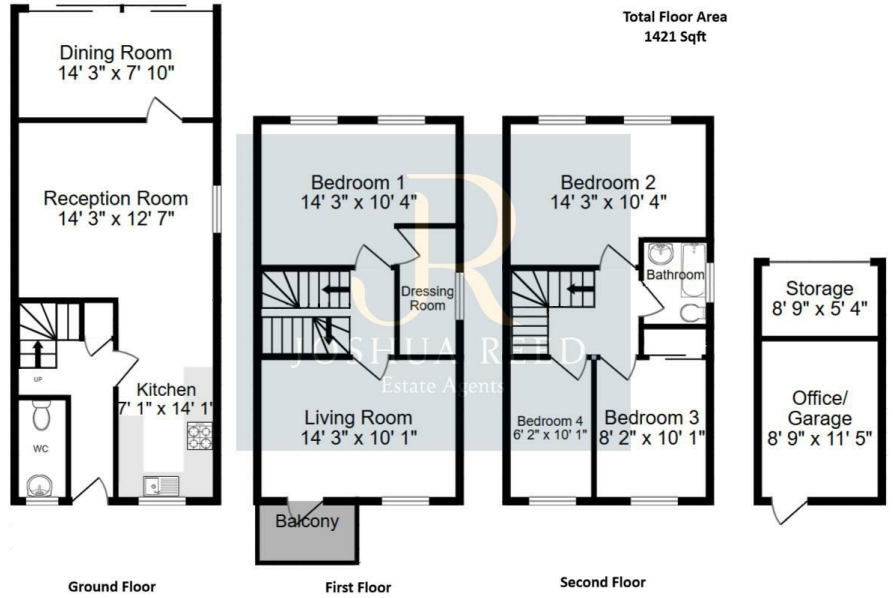 Total Floor Area
1421 Sqft
Dining Room
14' 3" x 7' 10"
Reception Room
14' 3" x 12' 7"
UP
Kitchen
7' 1" x 14' 1"
WC
Ground Floor
Bedroom 1
14' 3" x 10' 4"
Dressing
Room
Living Room
14' 3" x 10' 1"
Balcony
First Floor
Bedroom 2
14' 3" x 10' 4"
Bathroom
Bedroom 4
6' 2" x 10' 1"
Bedroom 3
8' 2" x 10' 1"
Second Floor
Storage
8' 9" x 5' 4"
Office/
Garage
8' 9" x 11' 5"
JR
JOSHUA REED
Estate Agents